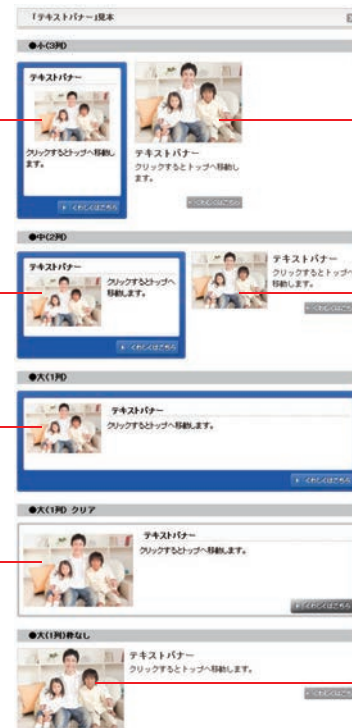 「テキストバナー」見本
●小(3列)
テキストバナー
クリックするとトップへ移動し
ます。
くわしくはこちら
テキストバナー
クリックするとトップへ移動し
ます。
くわしくはこちら
●中(2列)
テキストバナー
クリックするとトップへ
移動します。
くわしくはこちら
テキストバナー
クリックするとトップへ
移動します。
くわしくはこちら
●大(1列)
テキストバナー
クリックするとトップへ移動します。
くわしくはこちら
●大(1列) クリア
テキストバナー
クリックするとトップへ移動します。
くわしくはこちら
●大(1列)枠なし
テキストバナー
クリックするとトップへ移動します。
くわしくはこちら